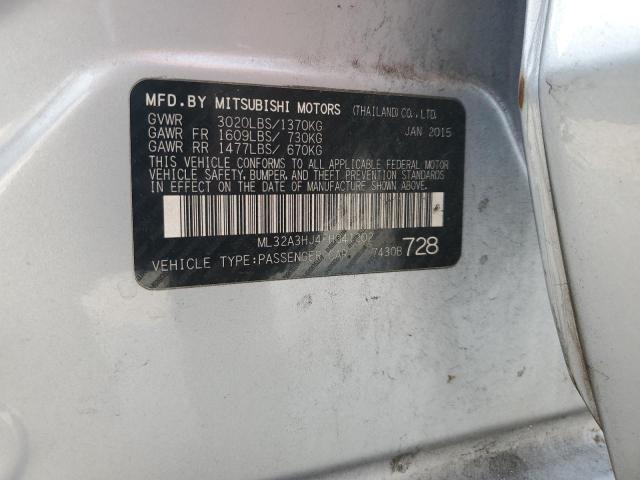 MFD.BY MITSUBISHI MOTORS (THAILAND) CO., LTD.
GVWR 3020LBS/1370KG JAN 2015
GAWR FR 1609LBS/ 730KG
GAWR RR 1477LBS/ 670KG
THIS VEHICLE CONFORMS TO ALL APPLICABLE FEDERAL MOTOR
VEHICLE SAFETY, BUMPER, AND THEFT PREVENTION STANDARDS
IN EFFECT ON THE DATE OF MANUFACTURE SHOWN ABOVE.
VEHICLE TYPE:PASSENGER CAR 7430B 728